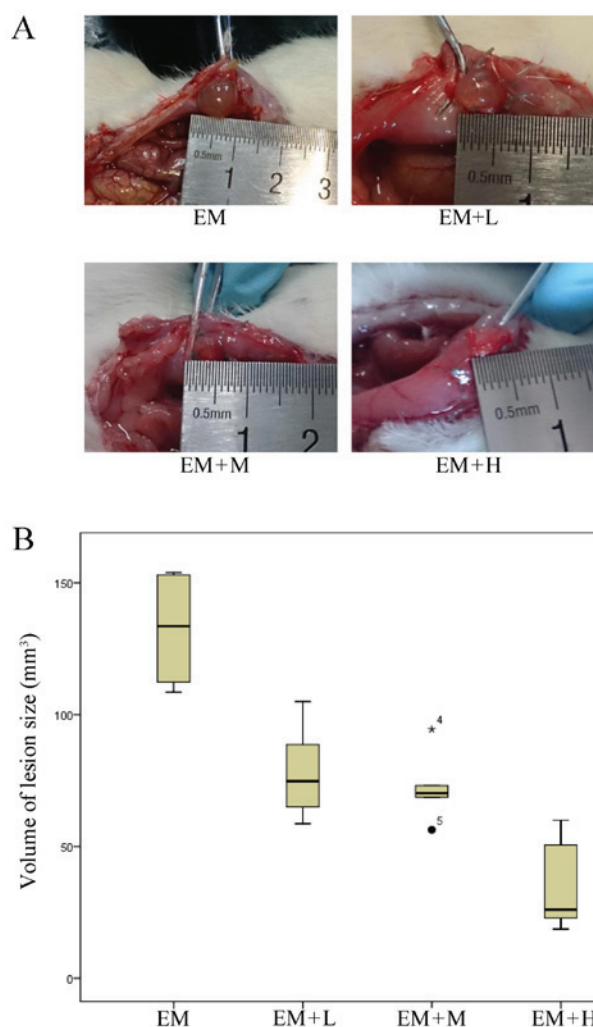 A
0.5mm 1 2 3
EM
0.5mm 1
EM+L
0.5mm 1 2
EM+M
0.5mm 1
EM+H
B
Volume of lesion size (mm³)
150
100
50
0
4
5
EM EM+L EM+M EM+H